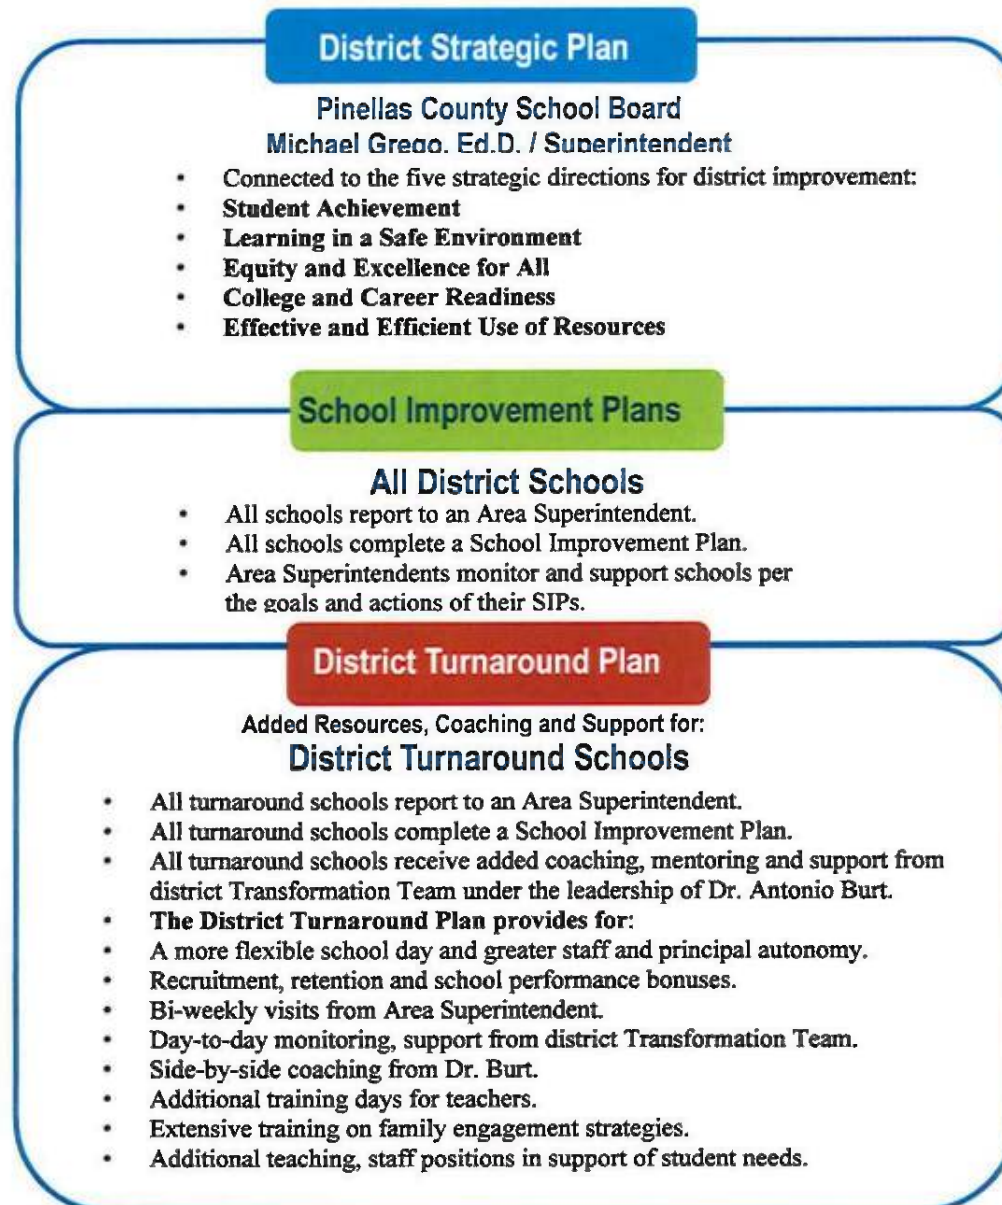 District Strategic Plan
Pinellas County School Board
Michael Grego, Ed.D. / Superintendent
• Connected to the five strategic directions for district improvement:
• Student Achievement
• Learning in a Safe Environment
• Equity and Excellence for All
• College and Career Readiness
• Effective and Efficient Use of Resources
School Improvement Plans
All District Schools
• All schools report to an Area Superintendent.
• All schools complete a School Improvement Plan.
• Area Superintendents monitor and support schools per
the goals and actions of their SIPs.
District Turnaround Plan
Added Resources, Coaching and Support for:
District Turnaround Schools
• All turnaround schools report to an Area Superintendent.
• All turnaround schools complete a School Improvement Plan.
• All turnaround schools receive added coaching, mentoring and support from
district Transformation Team under the leadership of Dr. Antonio Burt.
• The District Turnaround Plan provides for:
• A more flexible school day and greater staff and principal autonomy.
• Recruitment, retention and school performance bonuses.
• Bi-weekly visits from Area Superintendent.
• Day-to-day monitoring, support from district Transformation Team.
• Side-by-side coaching from Dr. Burt.
• Additional training days for teachers.
• Extensive training on family engagement strategies.
• Additional teaching, staff positions in support of student needs.